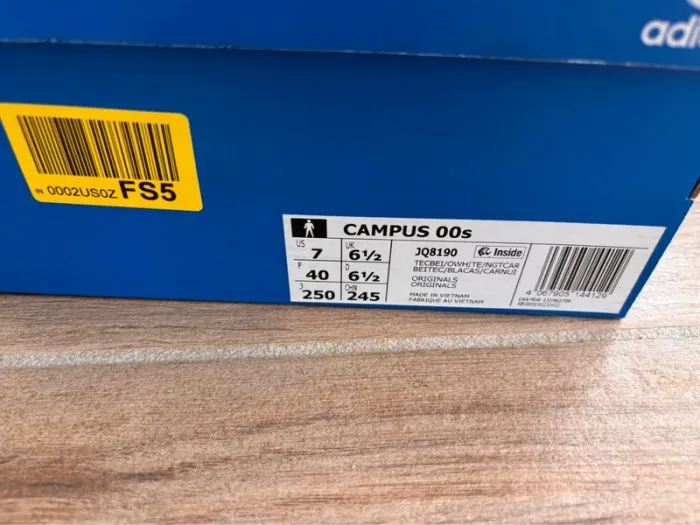 adi
IN 0002US0Z FS5
CAMPUS 00s
US 7 UK 6½
F 40 D 6½
J 250 CHN 245
JQ8190 Inside
TECBEI/OWHITE/NGTCAR
BEITEC/BLACAS/CARNUI
ORIGINALS
ORIGINALS
MADE IN VIETNAM
FABRIQUE AU VIETNAM
4 067905 144129